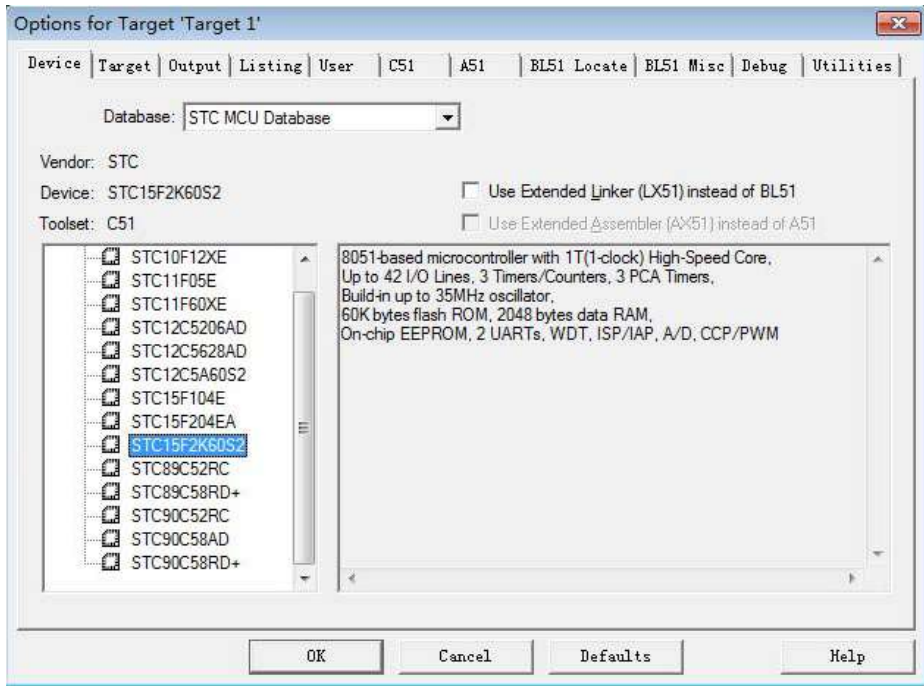 Options for Target 'Target 1'
Device Target Output Listing User C51 A51 BL51 Locate BL51 Misc Debug Utilities
Database: STC MCU Database
Vendor: STC
Device: STC15F2K60S2
Toolset: C51
Use Extended Linker (LX51) instead of BL51
Use Extended Assembler (AX51) instead of A51
STC10F12XE
STC11F05E
STC11F60XE
STC12C5206AD
STC12C5628AD
STC12C5A60S2
STC15F104E
STC15F204EA
STC15F2K60S2
STC89C52RC
STC89C58RD+
STC90C52RC
STC90C58AD
STC90C58RD+
8051-based microcontroller with 1T(1-clock) High-Speed Core,
Up to 42 I/O Lines, 3 Timers/Counters, 3 PCA Timers,
Build-in up to 35MHz oscillator,
60K bytes flash ROM, 2048 bytes data RAM,
On-chip EEPROM, 2 UARTs, WDT, ISP/IAP, A/D, CCP/PWM
OK Cancel Defaults Help